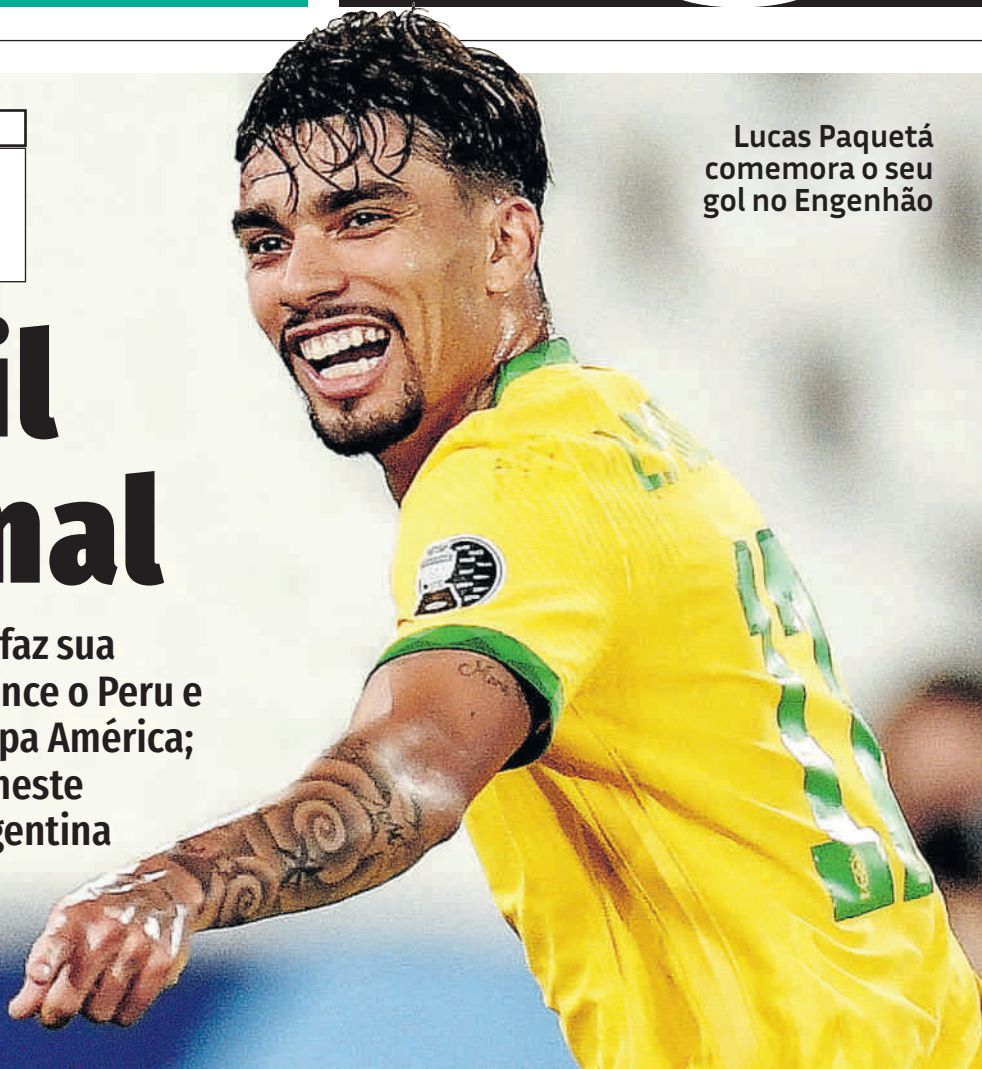 Lucas Paquetá
comemora o seu
gol no Engenhão
il
nal
faz sua
nce o Peru e
pa América;
neste
gentina